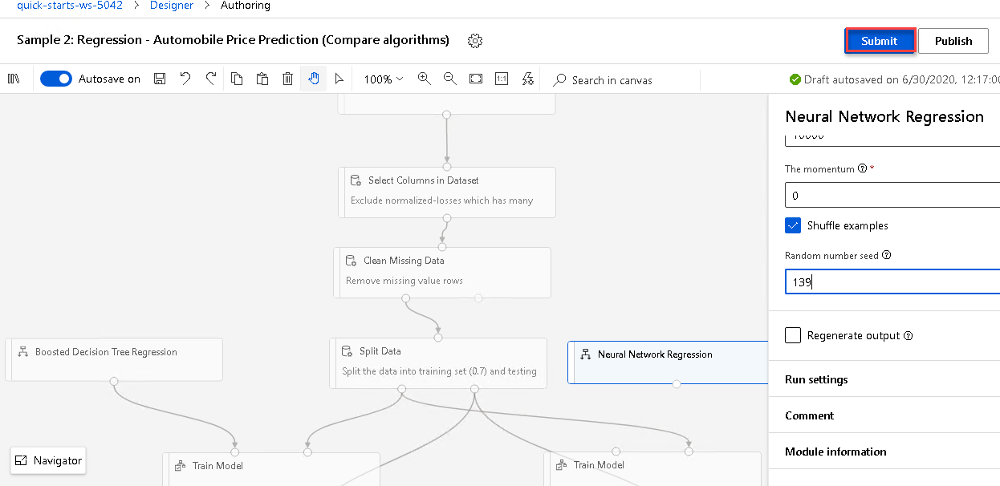 quick-starts-ws-5042 > Designer > Authoring
Sample 2: Regression - Automobile Price Prediction (Compare algorithms)
Submit
Publish
Autosave on
100%
1:1
Search in canvas
Draft autosaved on 6/30/2020, 12:17:00
Select Columns in Dataset
Exclude normalized-losses which has many
Clean Missing Data
Remove missing value rows
Boosted Decision Tree Regression
Split Data
Split the data into training set (0.7) and testing
Neural Network Regression
Train Model
Train Model
Navigator
Neural Network Regression
10000
The momentum ? *
0
Shuffle examples
Random number seed ?
139
Regenerate output ?
Run settings
Comment
Module information